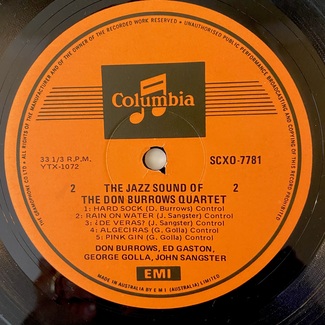 ALL RIGHTS OF THE MANUFACTURER AND OF THE OWNER OF THE RECORDED WORK RESERVED • UNAUTHORISED PUBLIC PERFORMANCE, BROADCASTING AND COPYING OF THIS RECORD PROHIBITED
Columbia
33 1/3 R.P.M.
YTX-1072
SCXO-7781
2 THE JAZZ SOUND OF 2
THE DON BURROWS QUARTET
1: HARD SOCK (D. Burrows) Control
2: RAIN ON WATER (J. Sangster) Control
3: ¿DE VERAS? (J. Sangster) Control
4: ALGECIRAS (G. Golla) Control
5: PINK GIN (G. Golla) Control
DON BURROWS, ED GASTON,
GEORGE GOLLA, JOHN SANGSTER
EMI
MADE IN AUSTRALIA BY E M I (AUSTRALIA) LIMITED